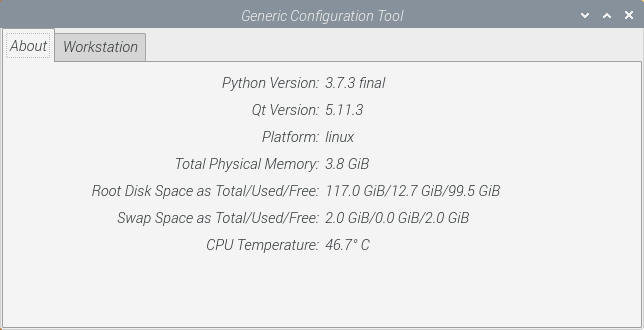 Generic Configuration Tool
About
Workstation
Python Version: 3.7.3 final
Qt Version: 5.11.3
Platform: linux
Total Physical Memory: 3.8 GiB
Root Disk Space as Total/Used/Free: 117.0 GiB/12.7 GiB/99.5 GiB
Swap Space as Total/Used/Free: 2.0 GiB/0.0 GiB/2.0 GiB
CPU Temperature: 46.7° C